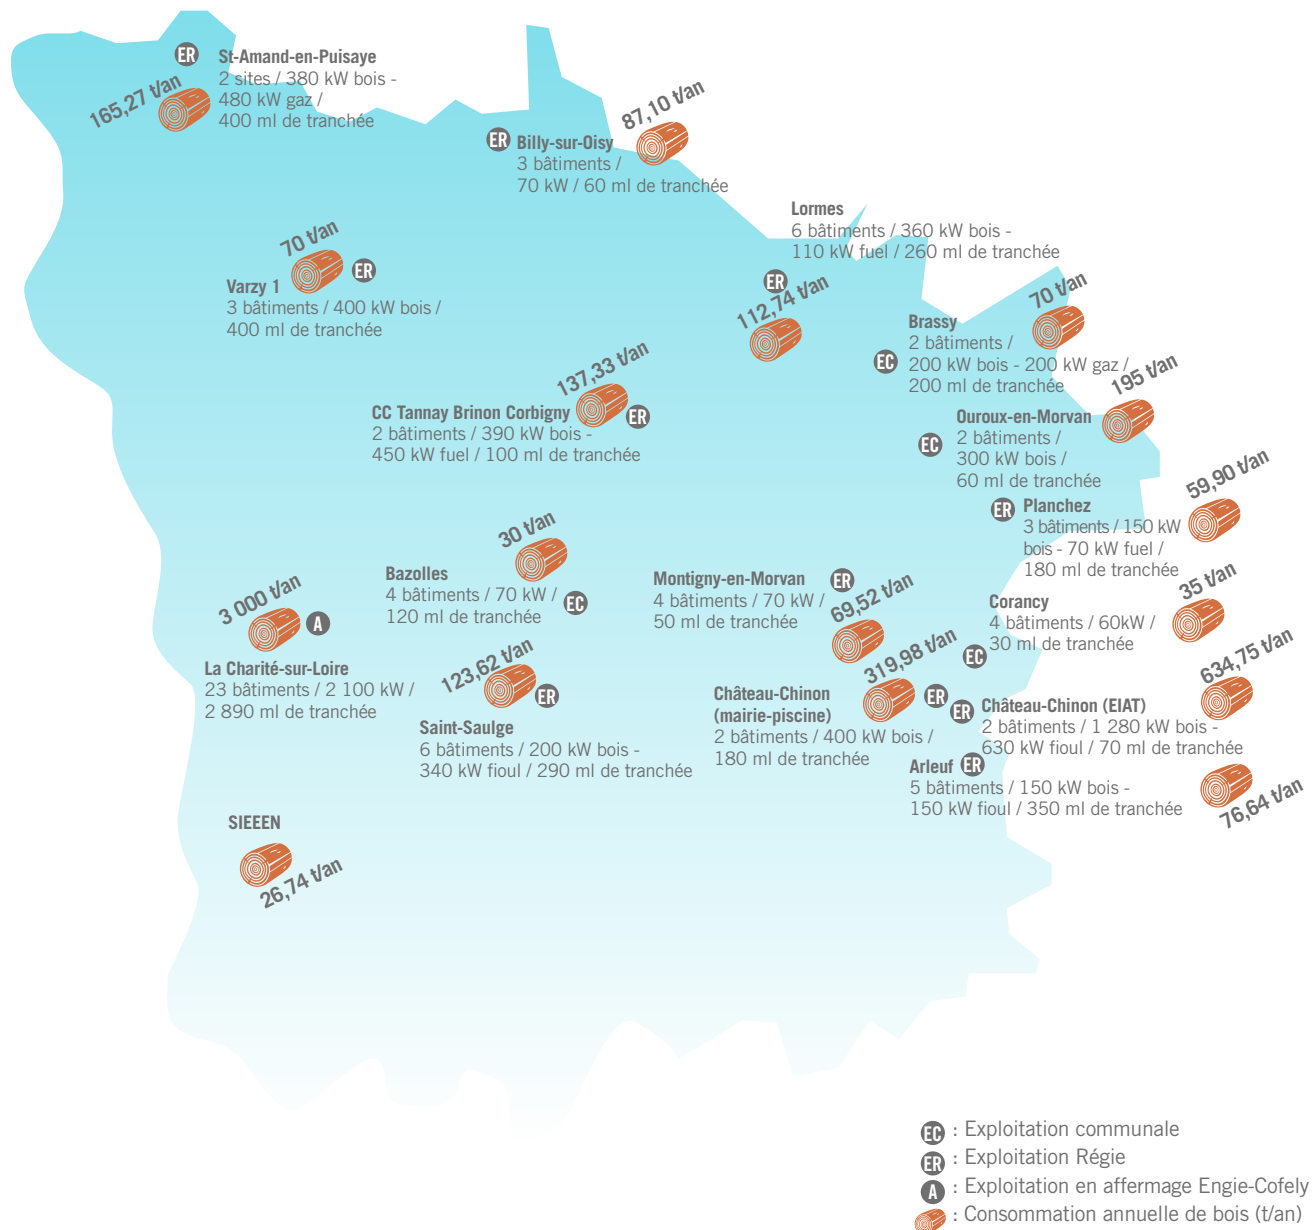 ER
St-Amand-en-Puisaye
2 sites / 380 kW bois -
480 kW gaz /
400 ml de tranchée
165,27 t/an
87,10 t/an
ER
Billy-sur-Oisy
3 bâtiments /
70 kW / 60 ml de tranchée
Lormes
6 bâtiments / 360 kW bois -
110 kW fuel / 260 ml de tranchée
ER
112,74 t/an
70 t/an
ER
Varzy 1
3 bâtiments / 400 kW bois /
400 ml de tranchée
70 t/an
Brassy
2 bâtiments /
200 kW bois - 200 kW gaz /
200 ml de tranchée
EC
137,33 t/an
CC Tannay Brinon Corbigny
ER
2 bâtiments / 390 kW bois -
450 kW fuel / 100 ml de tranchée
195 t/an
Ouroux-en-Morvan
EC
2 bâtiments /
300 kW bois /
60 ml de tranchée
59,90 t/an
ER
Planchez
3 bâtiments / 150 kW
bois - 70 kW fuel /
180 ml de tranchée
30 t/an
Bazolles
4 bâtiments / 70 kW /
120 ml de tranchée
EC
Montigny-en-Morvan
ER
4 bâtiments / 70 kW /
50 ml de tranchée
69,52 t/an
35 t/an
Corancy
4 bâtiments / 60kW /
30 ml de tranchée
EC
3 000 t/an
A
La Charité-sur-Loire
23 bâtiments / 2 100 kW /
2 890 ml de tranchée
123,62 t/an
ER
Saint-Saulge
6 bâtiments / 200 kW bois -
340 kW fioul / 290 ml de tranchée
319,98 t/an
Château-Chinon
(mairie-piscine)
2 bâtiments / 400 kW bois /
180 ml de tranchée
ER
634,75 t/an
ER
Château-Chinon (EIAT)
2 bâtiments / 1 280 kW bois -
630 kW fioul / 70 ml de tranchée
Arleuf
ER
5 bâtiments / 150 kW bois -
150 kW fioul / 350 ml de tranchée
76,64 t/an
SIEEEN
26,74 t/an
EC : Exploitation communale
ER : Exploitation Régie
A : Exploitation en affermage Engie-Cofely
: Consommation annuelle de bois (t/an)